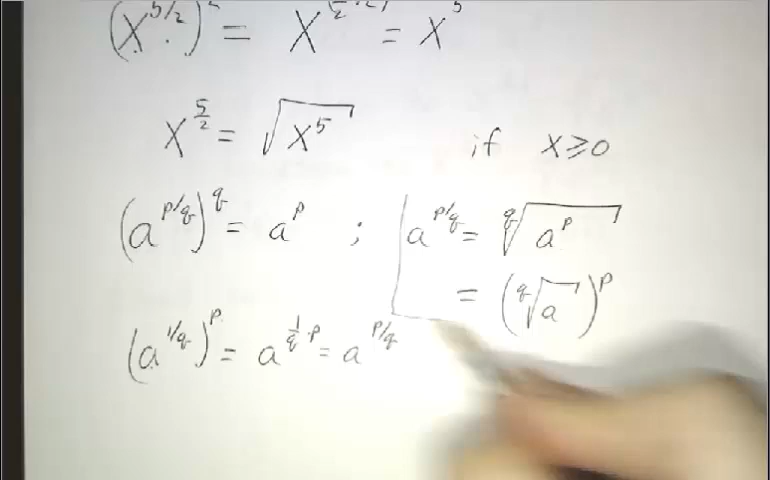 (x^{5/2})^2 = x^{(5/2·2)} = x^5
x^{5/2} = √(x^5) if x ≥ 0
(a^{p/q})^q = a^p ; a^{p/q} = ^q√(a^p)
= (^q√a)^p
(a^{1/q})^p = a^{1/q·p} = a^{p/q}